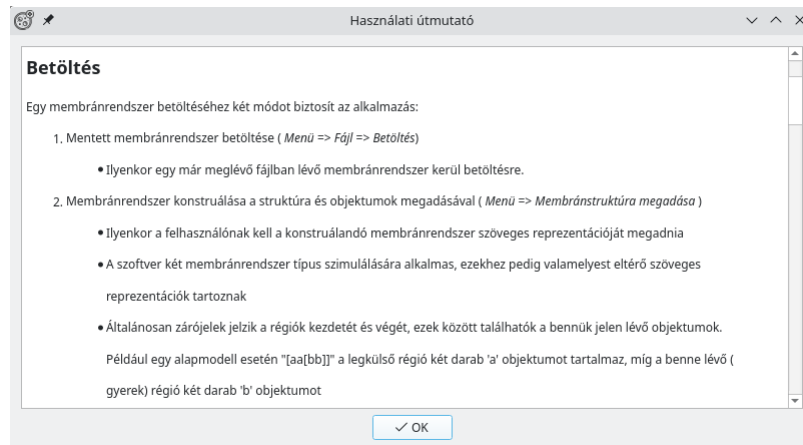 Használati útmutató
Betöltés
Egy membránrendszer betöltéséhez két módot biztosít az alkalmazás:
1. Mentett membránrendszer betöltése ( Menü => Fájl => Betöltés)
• Ilyenkor egy már meglévő fájlban lévő membránrendszer kerül betöltésre.
2. Membránrendszer konstruálása a struktúra és objektumok megadásával ( Menü => Membránstruktúra megadása )
• Ilyenkor a felhasználónak kell a konstruálandó membránrendszer szöveges reprezentációját megadnia
• A szoftver két membránrendszer típus szimulálására alkalmas, ezekhez pedig valamelyest eltérő szöveges
reprezentációk tartoznak
• Általánosan zárójelek jelzik a régiók kezdetét és végét, ezek között találhatók a bennük jelen lévő objektumok.
Például egy alapmodell esetén "[aa[bb]]" a legkülső régió két darab 'a' objektumot tartalmaz, míg a benne lévő (
gyerek) régió két darab 'b' objektumot
OK